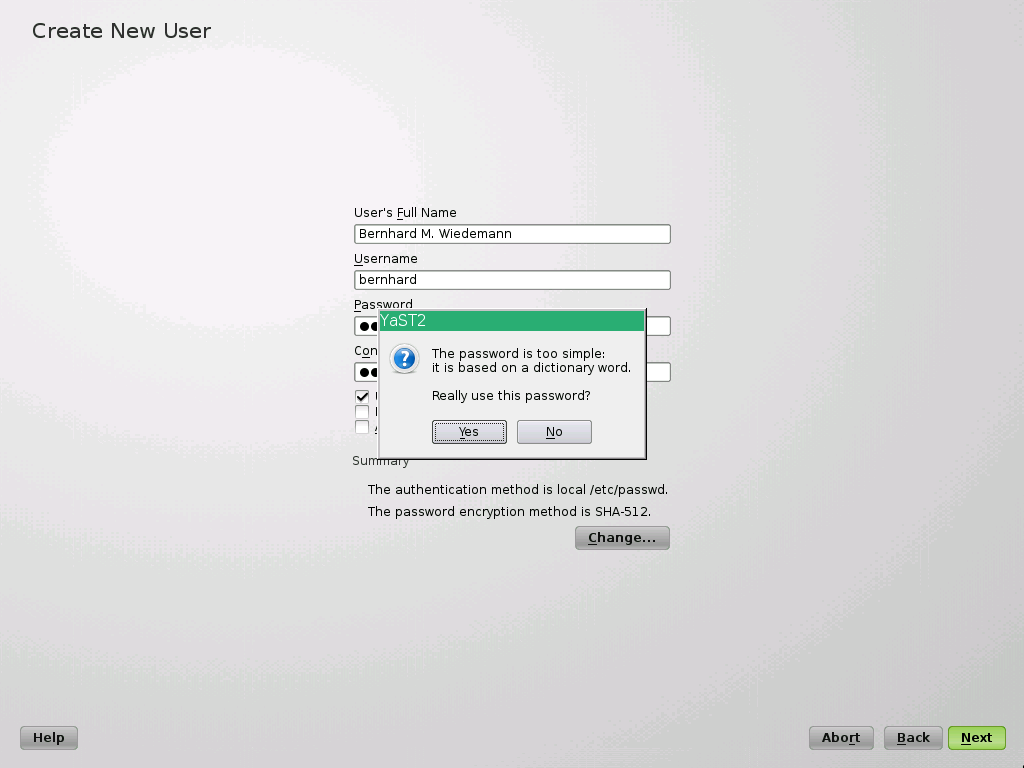 Create New User
User's Full Name
Bernhard M. Wiedemann
Username
bernhard
Password
YaST2
The password is too simple:
it is based on a dictionary word.
Really use this password?
Yes No
Summary
The authentication method is local /etc/passwd.
The password encryption method is SHA-512.
Change...
Help Abort Back Next